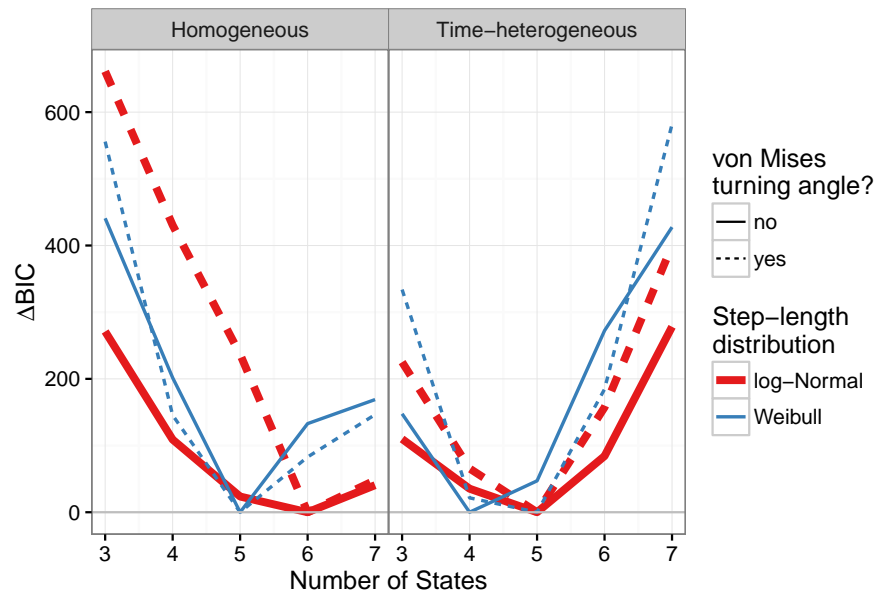 Homogeneous
Time−heterogeneous
600
400
200
0
ΔBIC
3 4 5 6 7
3 4 5 6 7
Number of States
von Mises
turning angle?
no
yes
Step−length
distribution
log−Normal
Weibull